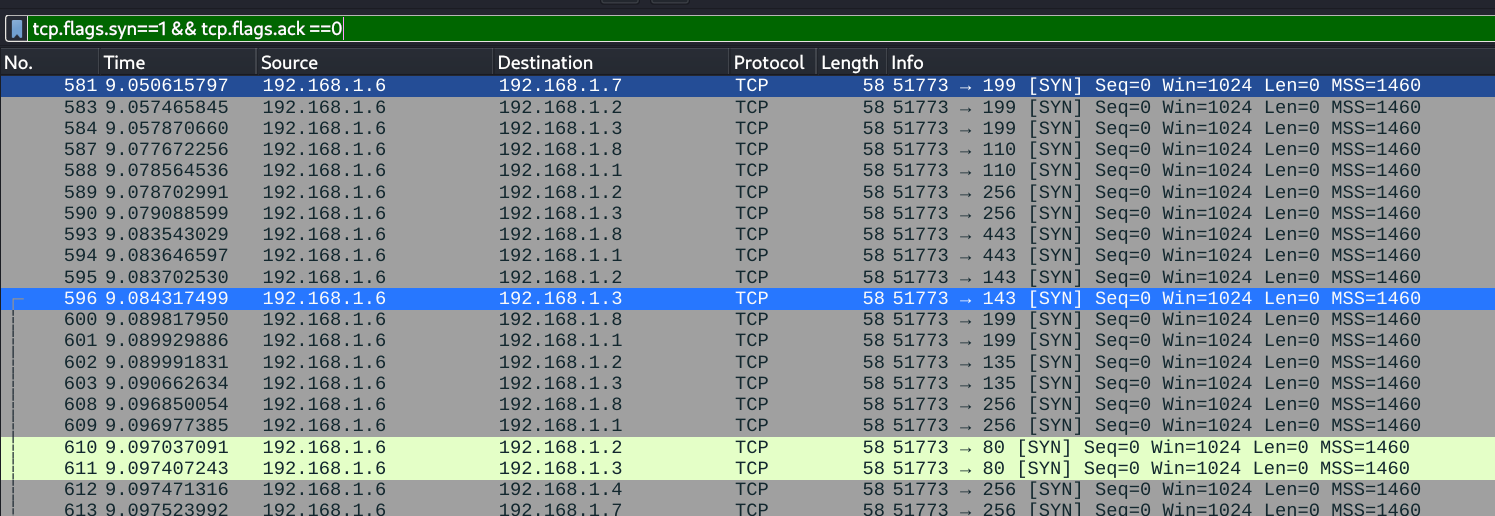 tcp.flags.syn==1 && tcp.flags.ack ==0
No. Time Source Destination Protocol Length Info
581 9.050615797 192.168.1.6 192.168.1.7 TCP 58 51773 → 199 [SYN] Seq=0 Win=1024 Len=0 MSS=1460
583 9.057465845 192.168.1.6 192.168.1.2 TCP 58 51773 → 199 [SYN] Seq=0 Win=1024 Len=0 MSS=1460
584 9.057870660 192.168.1.6 192.168.1.3 TCP 58 51773 → 199 [SYN] Seq=0 Win=1024 Len=0 MSS=1460
587 9.077672256 192.168.1.6 192.168.1.8 TCP 58 51773 → 110 [SYN] Seq=0 Win=1024 Len=0 MSS=1460
588 9.078564536 192.168.1.6 192.168.1.1 TCP 58 51773 → 110 [SYN] Seq=0 Win=1024 Len=0 MSS=1460
589 9.078702991 192.168.1.6 192.168.1.2 TCP 58 51773 → 256 [SYN] Seq=0 Win=1024 Len=0 MSS=1460
590 9.079088599 192.168.1.6 192.168.1.3 TCP 58 51773 → 256 [SYN] Seq=0 Win=1024 Len=0 MSS=1460
593 9.083543029 192.168.1.6 192.168.1.8 TCP 58 51773 → 443 [SYN] Seq=0 Win=1024 Len=0 MSS=1460
594 9.083646597 192.168.1.6 192.168.1.1 TCP 58 51773 → 443 [SYN] Seq=0 Win=1024 Len=0 MSS=1460
595 9.083702530 192.168.1.6 192.168.1.2 TCP 58 51773 → 143 [SYN] Seq=0 Win=1024 Len=0 MSS=1460
596 9.084317499 192.168.1.6 192.168.1.3 TCP 58 51773 → 143 [SYN] Seq=0 Win=1024 Len=0 MSS=1460
600 9.089817950 192.168.1.6 192.168.1.8 TCP 58 51773 → 199 [SYN] Seq=0 Win=1024 Len=0 MSS=1460
601 9.089929886 192.168.1.6 192.168.1.1 TCP 58 51773 → 199 [SYN] Seq=0 Win=1024 Len=0 MSS=1460
602 9.089991831 192.168.1.6 192.168.1.2 TCP 58 51773 → 135 [SYN] Seq=0 Win=1024 Len=0 MSS=1460
603 9.090662634 192.168.1.6 192.168.1.3 TCP 58 51773 → 135 [SYN] Seq=0 Win=1024 Len=0 MSS=1460
608 9.096850054 192.168.1.6 192.168.1.8 TCP 58 51773 → 256 [SYN] Seq=0 Win=1024 Len=0 MSS=1460
609 9.096977385 192.168.1.6 192.168.1.1 TCP 58 51773 → 256 [SYN] Seq=0 Win=1024 Len=0 MSS=1460
610 9.097037091 192.168.1.6 192.168.1.2 TCP 58 51773 → 80 [SYN] Seq=0 Win=1024 Len=0 MSS=1460
611 9.097407243 192.168.1.6 192.168.1.3 TCP 58 51773 → 80 [SYN] Seq=0 Win=1024 Len=0 MSS=1460
612 9.097471316 192.168.1.6 192.168.1.4 TCP 58 51773 → 256 [SYN] Seq=0 Win=1024 Len=0 MSS=1460
613 9.097523992 192.168.1.6 192.168.1.7 TCP 58 51773 → 256 [SYN] Seq=0 Win=1024 Len=0 MSS=1460